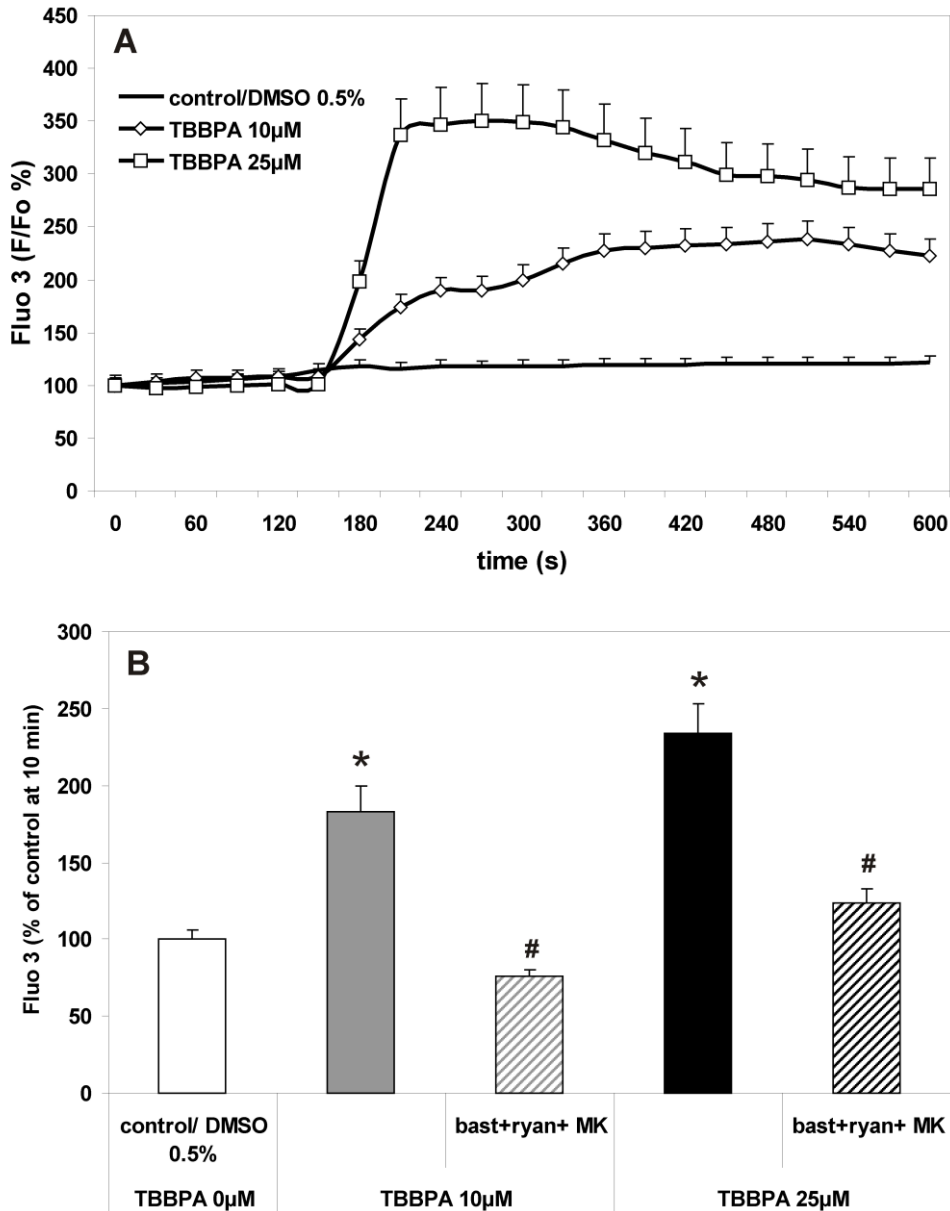 A
control/DMSO 0.5%
TBBPA 10µM
TBBPA 25µM
Fluo 3 (F/Fo %)
450
400
350
300
250
200
150
100
50
0
0 60 120 180 240 300 360 420 480 540 600
time (s)
B
Fluo 3 (% of control at 10 min)
300
250
200
150
100
50
0
*
#
*
#
control/ DMSO
0.5%
bast+ryan+ MK
bast+ryan+ MK
TBBPA 0µM
TBBPA 10µM
TBBPA 25µM